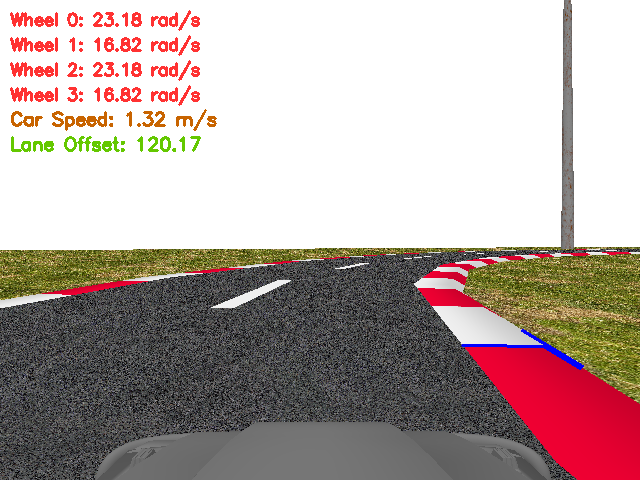 Wheel 0: 23.18 rad/s
Wheel 1: 16.82 rad/s
Wheel 2: 23.18 rad/s
Wheel 3: 16.82 rad/s
Car Speed: 1.32 m/s
Lane Offset: 120.17